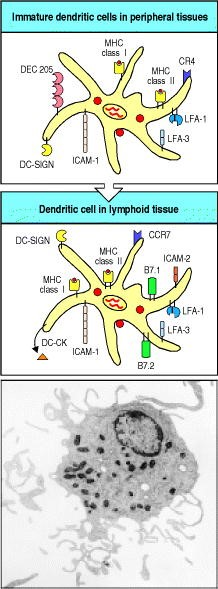 Immature dendritic cells in peripheral tissues
MHC
class I
CR4
DEC 205
MHC
class II
LFA-1
LFA-3
DC-SIGN
ICAM-1
Dendritic cell in lymphoid tissue
DC-SIGN
CCR7
MHC
class II
B7.1
ICAM-2
MHC
class I
LFA-1
LFA-3
DC-CK
ICAM-1
B7.2